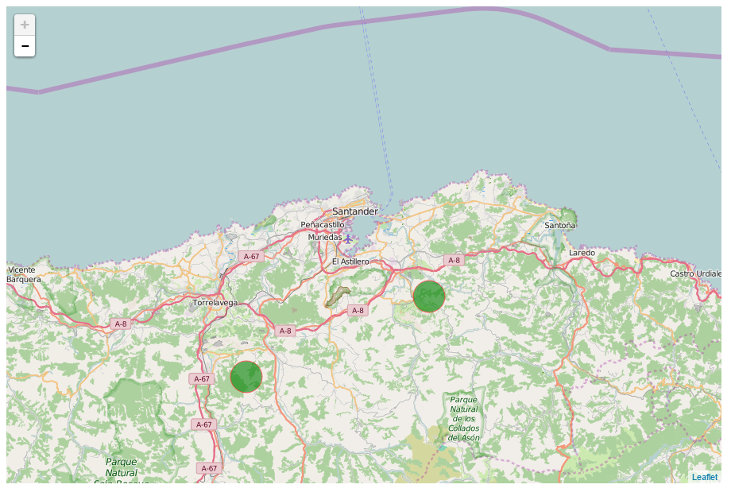 +
−
Santander
Peñacastillo
Muriedas
Santoña
A-67
El Astillero
A-8
Laredo
Vicente
Barquera
Castro Urdiale
Torrelavega
A-8
A-8
A-8
A-67
Parque
Natural
de los
Collados
del Asón
A-67
Parque
Natural
A-67
Leaflet